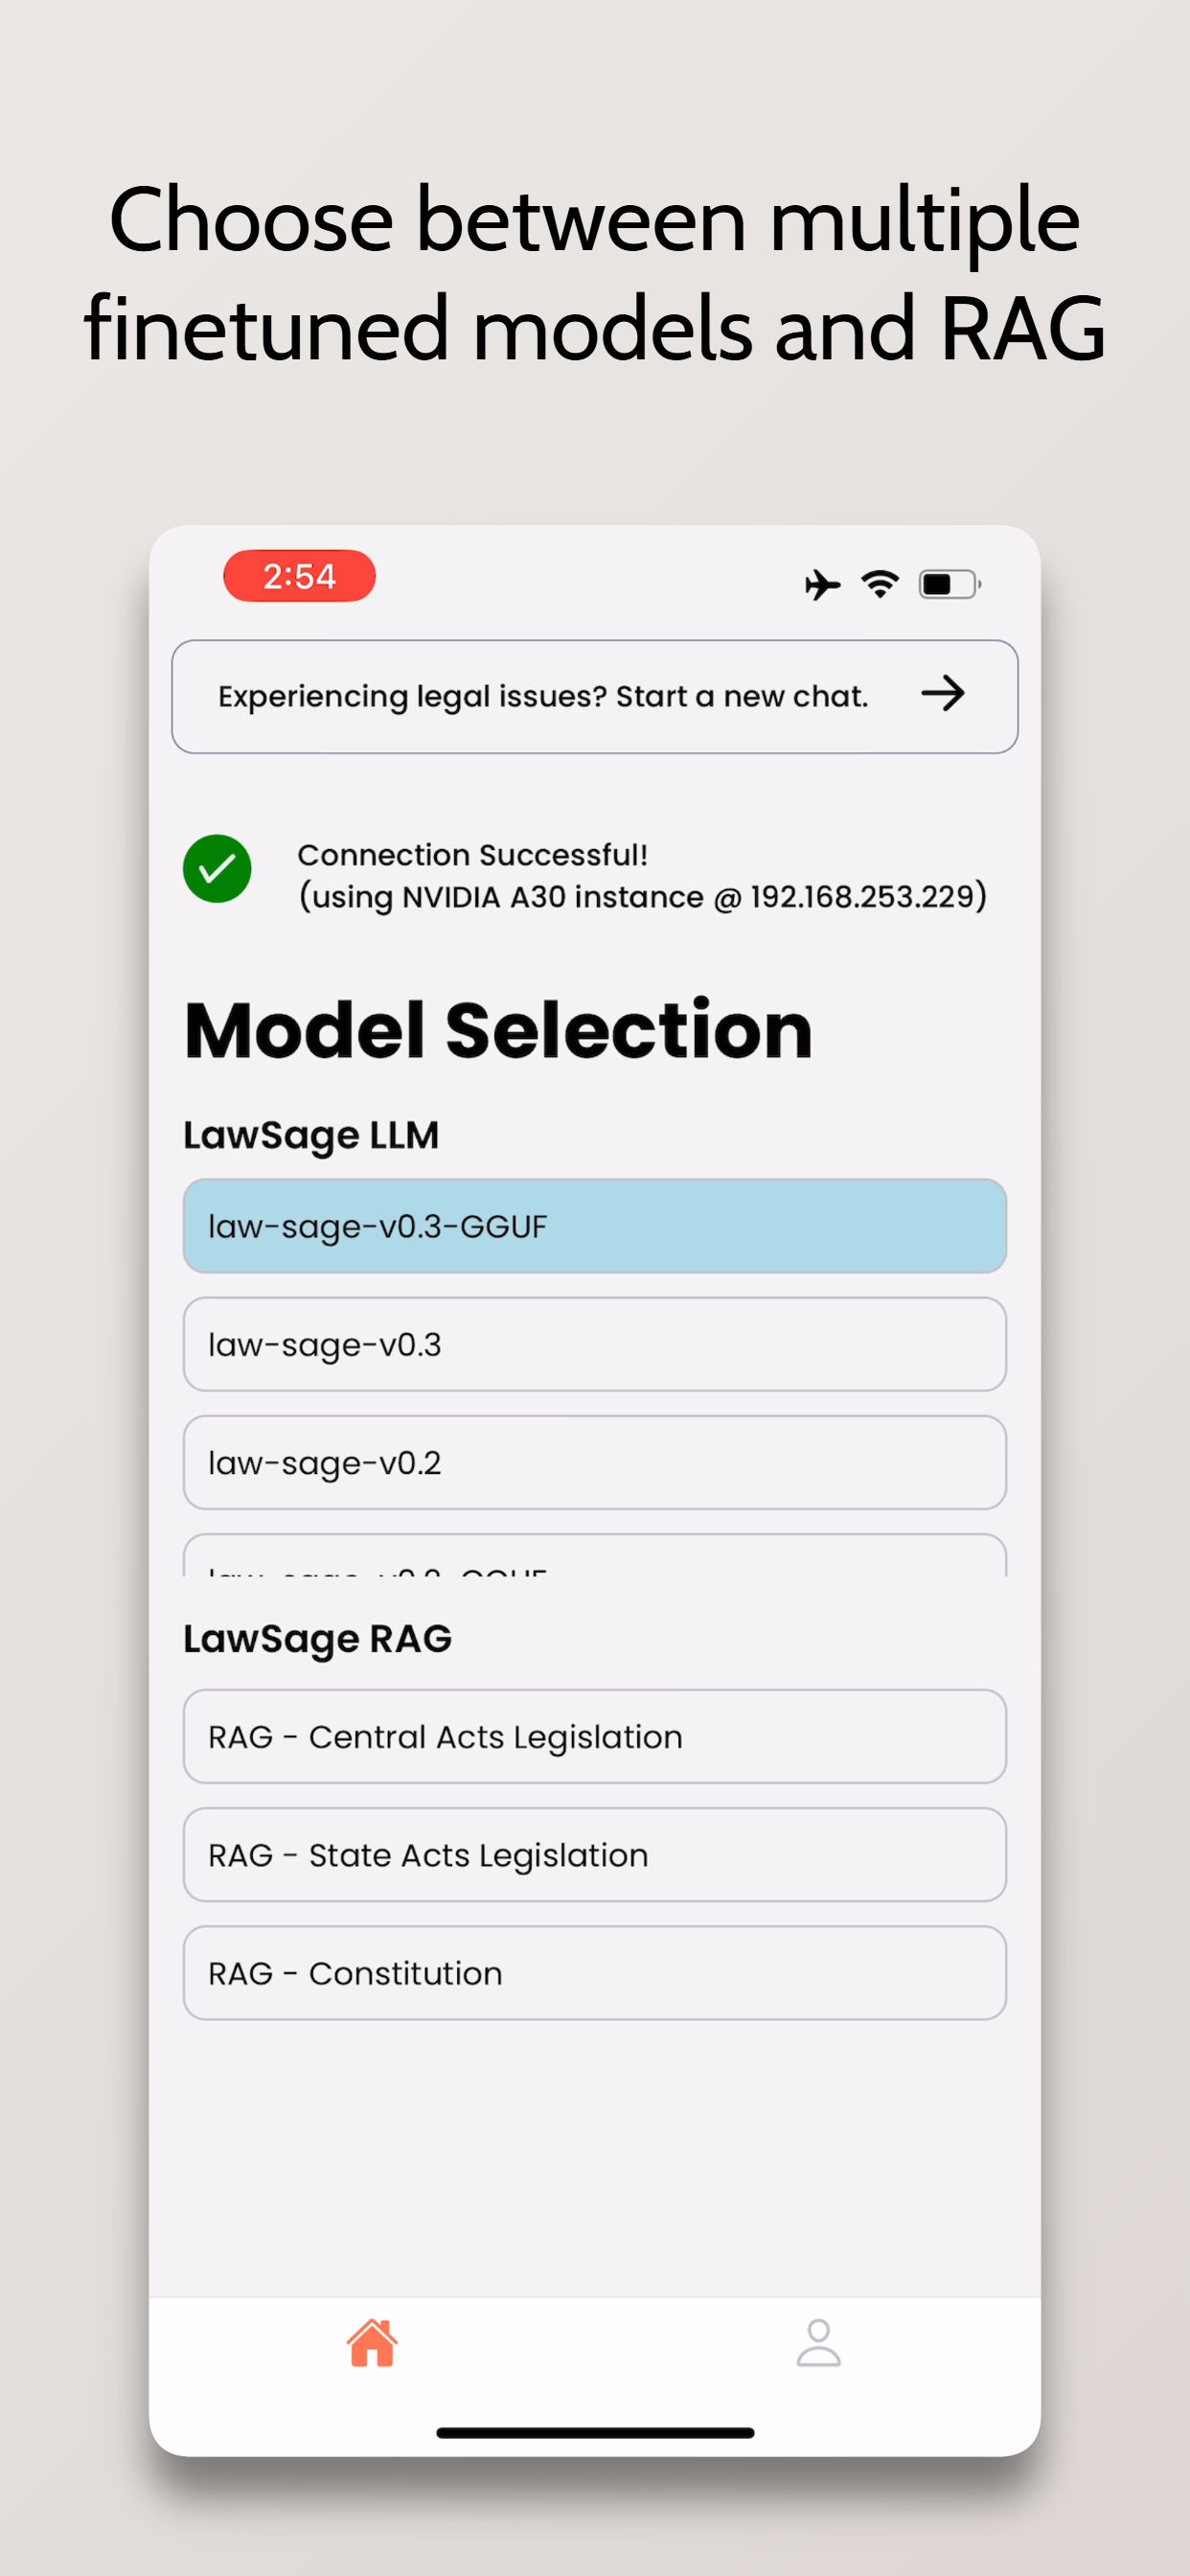 Choose between multiple
finetuned models and RAG
2:54
Experiencing legal issues? Start a new chat.
Connection Successful!
(using NVIDIA A30 instance @ 192.168.253.229)
Model Selection
LawSage LLM
law-sage-v0.3-GGUF
law-sage-v0.3
law-sage-v0.2
LawSage RAG
RAG - Central Acts Legislation
RAG - State Acts Legislation
RAG - Constitution